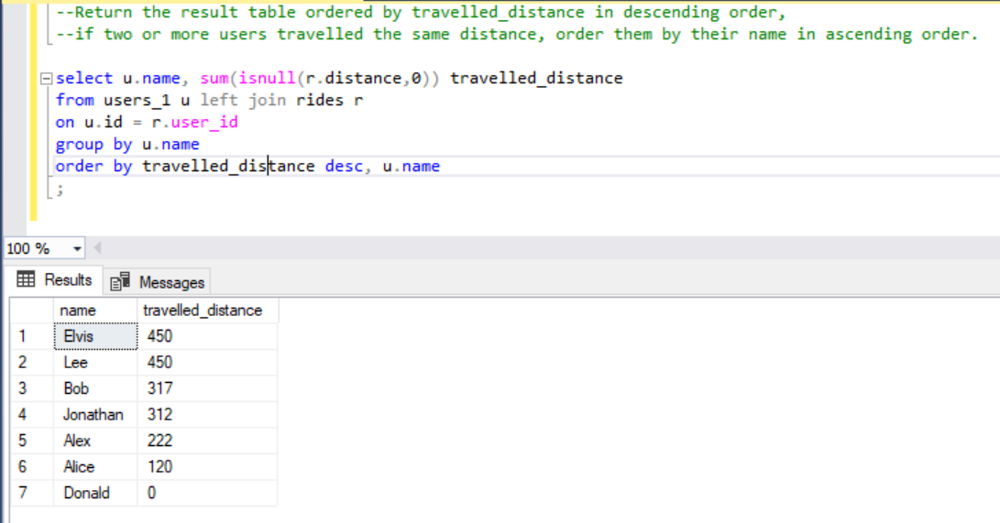 --Return the result table ordered by travelled_distance in descending order,
--if two or more users travelled the same distance, order them by their name in ascending order.
select u.name, sum(isnull(r.distance,0)) travelled_distance
from users_1 u left join rides r
on u.id = r.user_id
group by u.name
order by travelled_distance desc, u.name
;
100 %
Results Messages
name travelled_distance
1 Elvis 450
2 Lee 450
3 Bob 317
4 Jonathan 312
5 Alex 222
6 Alice 120
7 Donald 0